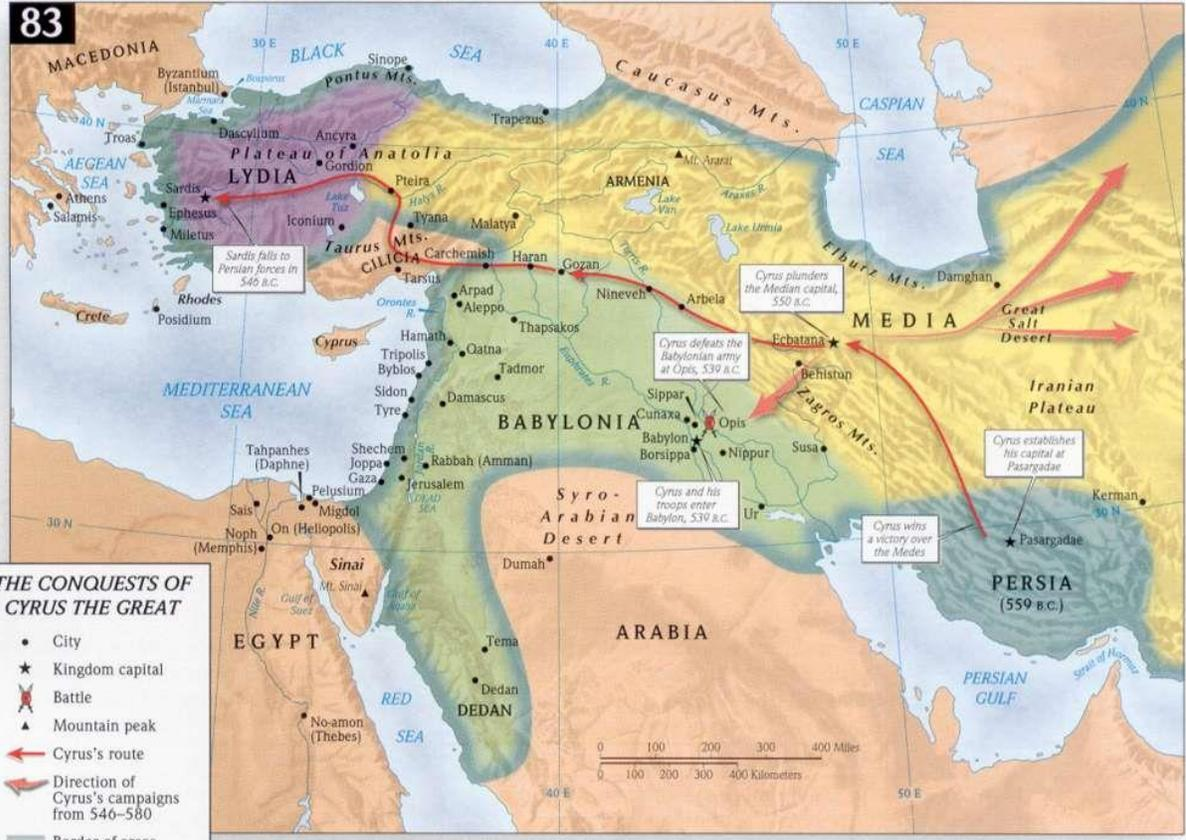 83
MACEDONIA
30 E
BLACK
SEA
40 E
50 E
Byzantium
(Istanbul)
Bosporus
Marmara
Sea
Sinope
Pontus Mts.
Caucasus Mts.
CASPIAN
SEA
40 N
40 N
Troas
Dascylium
Ancyra
Trapezus
AEGEAN
SEA
Plateau of Anatolia
Gordion
LYDIA
Mt. Ararat
Sardis
Pteira
ARMENIA
Araxes R.
Athens
Salamis
Ephesus
Miletus
Lake
Tuz
Halys R.
Lake
Van
Iconium
Tyana
Malatya
Lake Urmia
Taurus Mts.
Sardis falls to
Persian forces in
546 B.C.
CILICIA
Carchemish
Haran
Gozan
Tigris R.
Elburz Mts.
Tarsus
Cyrus plunders
the Median capital,
550 B.C.
Damghan
Rhodes
Crete
Posidium
Orontes
R.
Arpad
Aleppo
Nineveh
Arbela
Great
Salt
Desert
MEDIA
Thapsakos
Cyprus
Hamath
Qatna
Ecbatana
Cyrus defeats the
Babylonian army
at Opis, 539 B.C.
Tripolis
Byblos
Euphrates R.
Tadmor
Behistun
MEDITERRANEAN
SEA
Iranian
Plateau
Sidon
Tyre
Damascus
Sippar
Zagros Mts.
BABYLONIA
Cunaxa
Opis
Babylon
Borsippa
Nippur
Susa
Cyrus establishes
his capital at
Pasargadae
Tahpanhes
(Daphne)
Shechem
Joppa
Gaza
Jordan
R.
Rabbah (Amman)
Jerusalem
DEAD
SEA
Pelusium
Migdol
Sais
Syro-
Arabian
Desert
Cyrus and his
troops enter
Babylon, 539 B.C.
Ur
Kerman
30 N
30 N
On (Heliopolis)
Noph
(Memphis)
Cyrus wins
a victory over
the Medes
Pasargadae
Dumah
Sinai
Mt. Sinai
PERSIA
(559 B.C.)
THE CONQUESTS OF
CYRUS THE GREAT
Nile R.
Gulf of
Suez
Gulf of
Aqaba
City
EGYPT
ARABIA
Tema
Kingdom capital
Strait of Hormuz
PERSIAN
GULF
Battle
Dedan
DEDAN
RED
SEA
Mountain peak
No-amon
(Thebes)
Cyrus's route
0 100 200 300 400 Miles
0 100 200 300 400 Kilometers
Direction of
Cyrus's campaigns
from 546–580
40 E
50 E